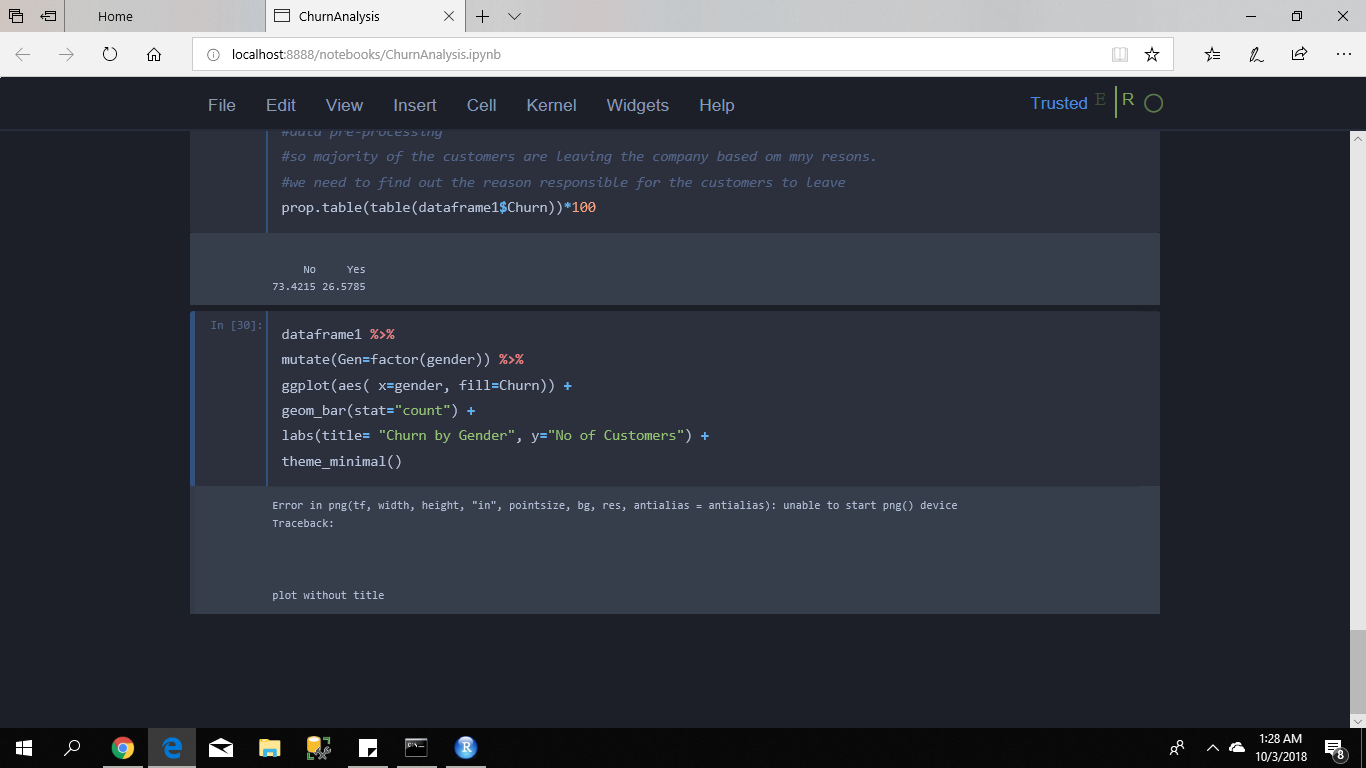 Home
ChurnAnalysis
localhost:8888/notebooks/ChurnAnalysis.ipynb
File Edit View Insert Cell Kernel Widgets Help
Trusted E R
#data pre-processing
#so majority of the customers are leaving the company based om mny resons.
#we need to find out the reason responsible for the customers to leave
prop.table(table(dataframe1$Churn))*100
No Yes
73.4215 26.5785
In [30]:
dataframe1 %>%
mutate(Gen=factor(gender)) %>%
ggplot(aes( x=gender, fill=Churn)) +
geom_bar(stat="count") +
labs(title= "Churn by Gender", y="No of Customers") +
theme_minimal()
Error in png(tf, width, height, "in", pointsize, bg, res, antialias = antialias): unable to start png() device
Traceback:
plot without title
R
1:28 AM
10/3/2018
8